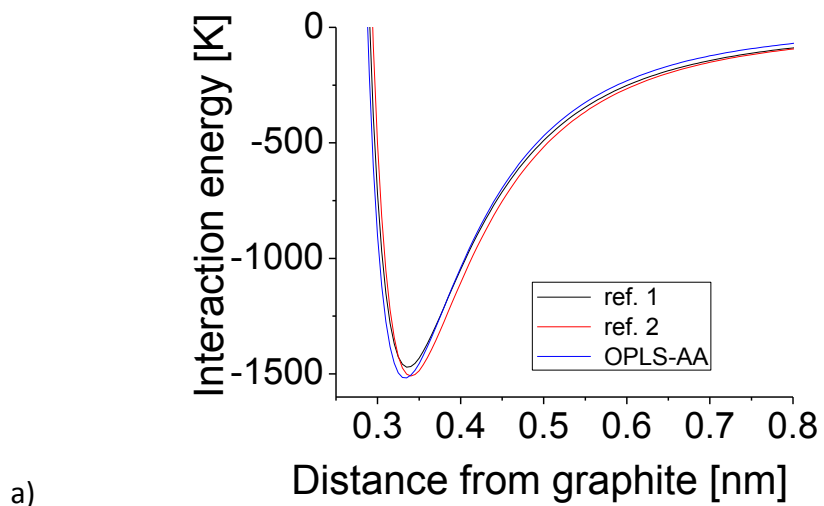 0
-500
-1000
-1500
Interaction energy [K]
ref. 1
ref. 2
OPLS-AA
0.3 0.4 0.5 0.6 0.7 0.8
Distance from graphite [nm]
a)